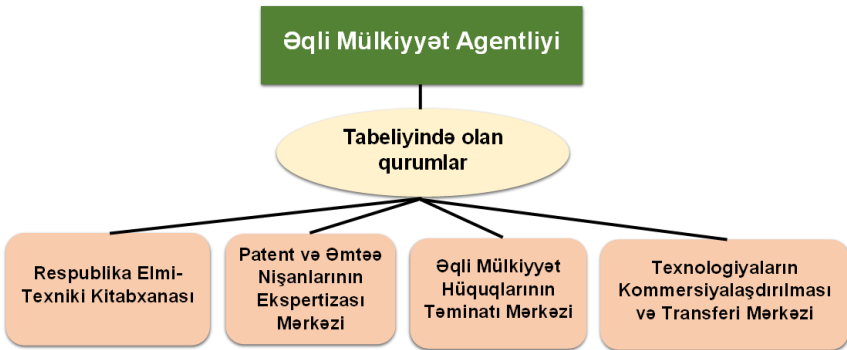 Əqli Mülkiyyət Agentliyi
Tabeliyində olan
qurumlar
Respublika Elmi-
Texniki Kitabxanası
Patent və Əmtəə
Nişanlarının
Ekspertizası
Mərkəzi
Əqli Mülkiyyət
Hüquqlarının
Təminatı Mərkəzi
Texnologiyaların
Kommersiyalaşdırılması
və Transferi Mərkəzi